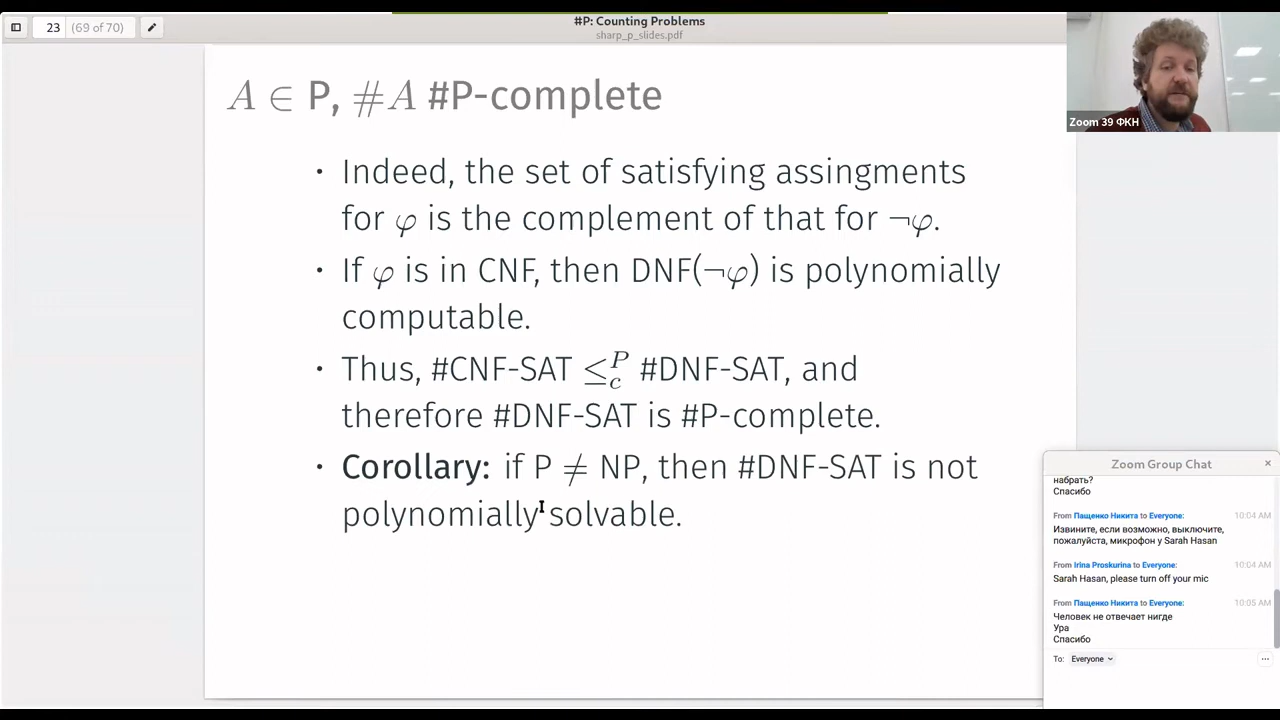 23 (69 of 70)
#P: Counting Problems
sharp_p_slides.pdf
A ∈ P, #A #P-complete
• Indeed, the set of satisfying assingments
for φ is the complement of that for ¬φ.
• If φ is in CNF, then DNF(¬φ) is polynomially
computable.
• Thus, #CNF-SAT ≤ᴾ_c #DNF-SAT, and
therefore #DNF-SAT is #P-complete.
• Corollary: if P ≠ NP, then #DNF-SAT is not
polynomially solvable.
Zoom 39 ФКН
Zoom Group Chat
набрать?
Спасибо
From Пащенко Никита to Everyone: 10:04 AM
Извините, если возможно, выключите,
пожалуйста, микрофон у Sarah Hasan
From Irina Proskurina to Everyone: 10:04 AM
Sarah Hasan, please turn off your mic
From Пащенко Никита to Everyone: 10:05 AM
Человек не отвечает нигде
Ура
Спасибо
To: Everyone